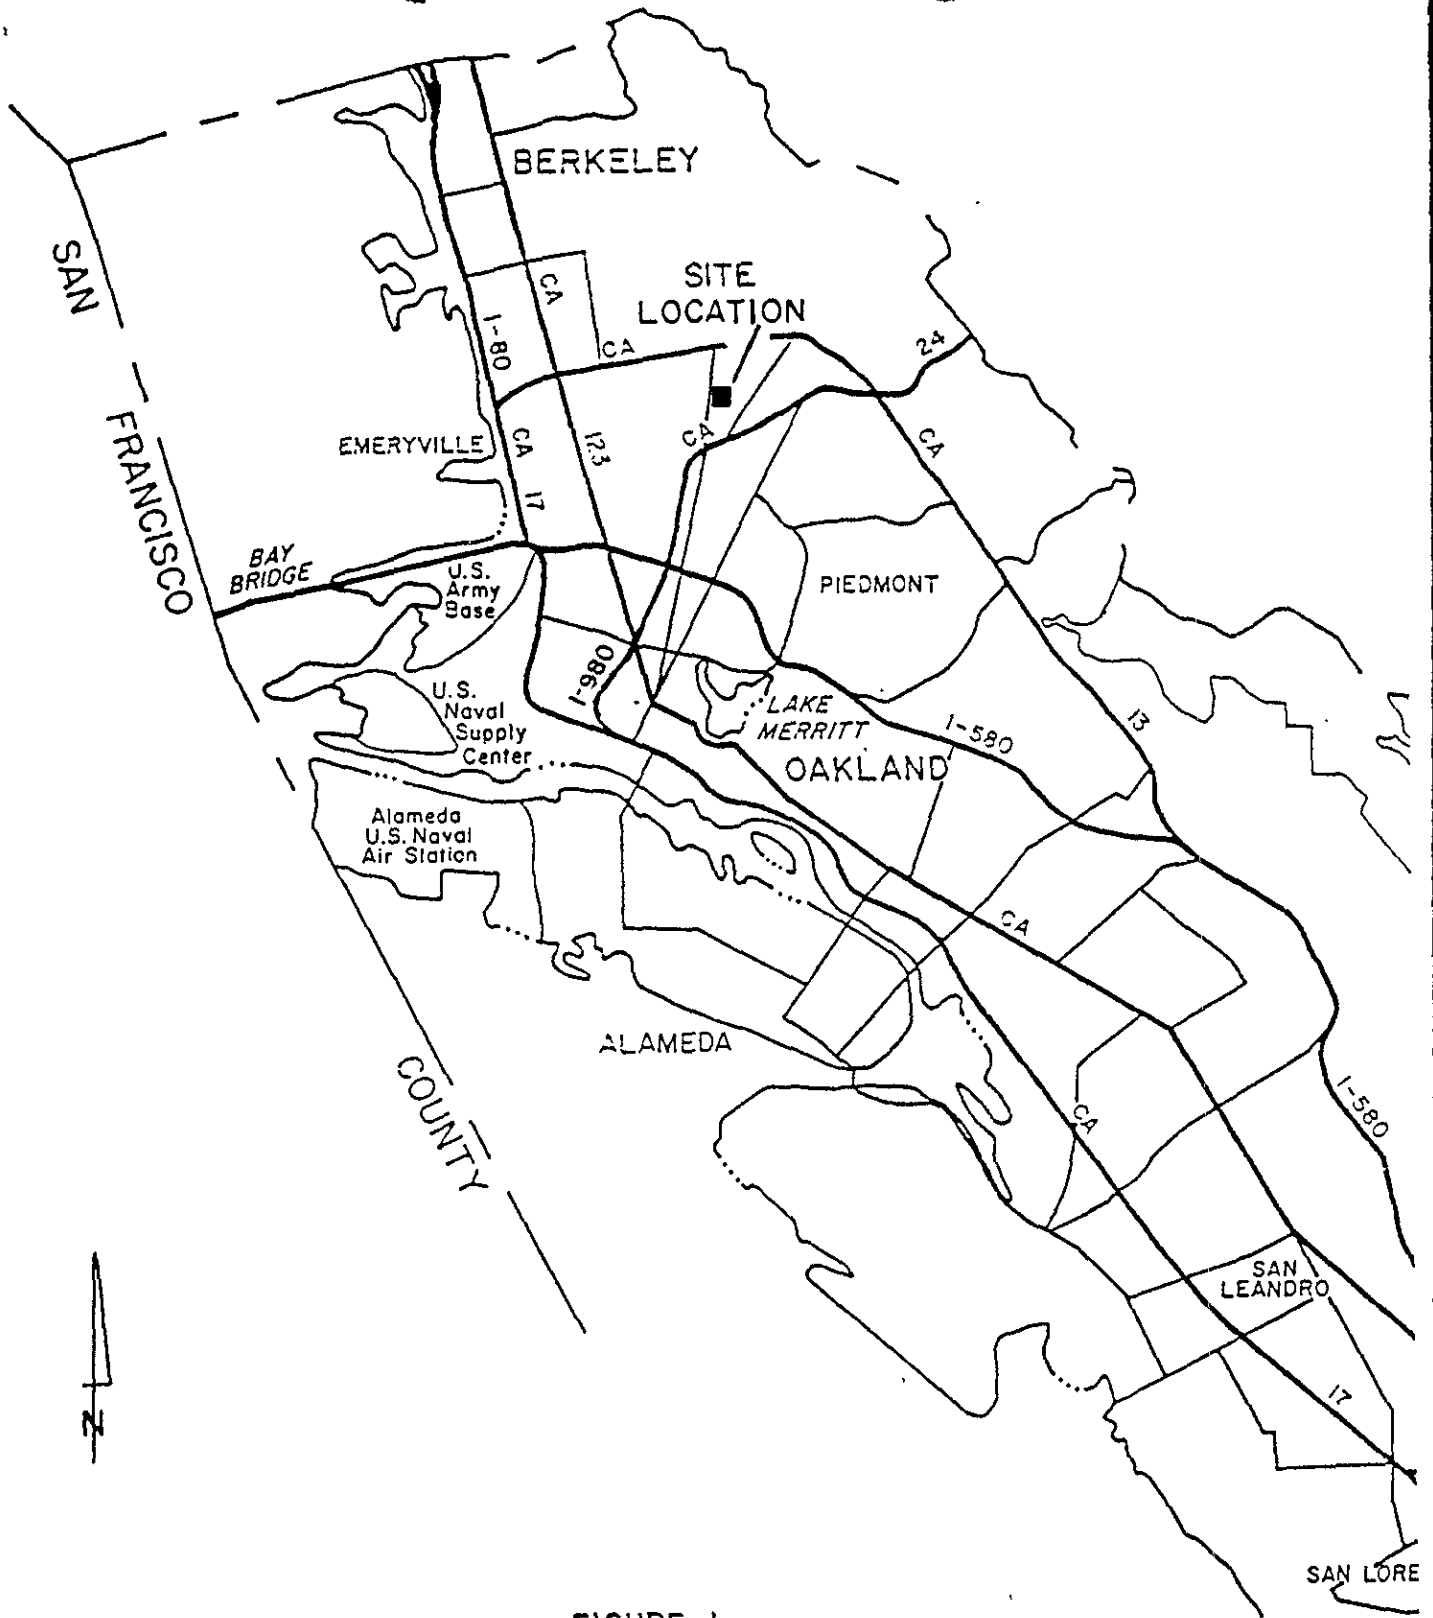 BERKELEY
SAN
FRANCISCO
COUNTY
SITE
LOCATION
CA
I-80
CA
24
EMERYVILLE
CA
17
123
CA
CA
BAY
BRIDGE
U.S.
Army
Base
PIEDMONT
I-980
U.S.
Naval
Supply
Center
LAKE
MERRITT
13
I-580
OAKLAND
Alameda
U.S. Naval
Air Station
CA
ALAMEDA
CA
I-580
SAN
LEANDRO
17
N
SAN LORE